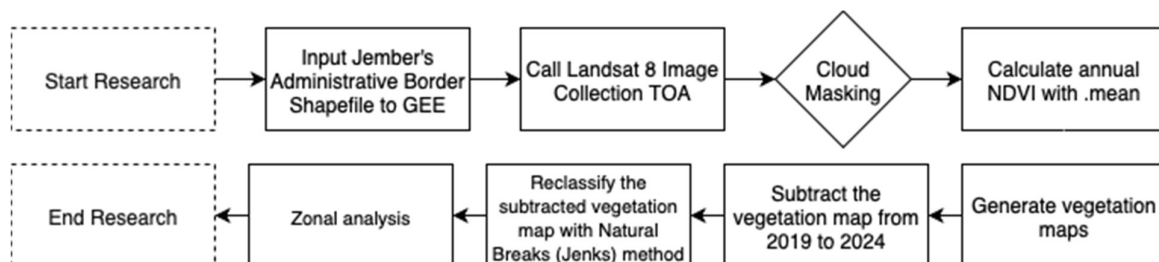 Start Research
Input Jember's
Administrative Border
Shapefile to GEE
Call Landsat 8 Image
Collection TOA
Cloud
Masking
Calculate annual
NDVI with .mean
Generate vegetation
maps
Subtract the
vegetation map from
2019 to 2024
Reclassify the
subtracted vegetation
map with Natural
Breaks (Jenks) method
Zonal analysis
End Research